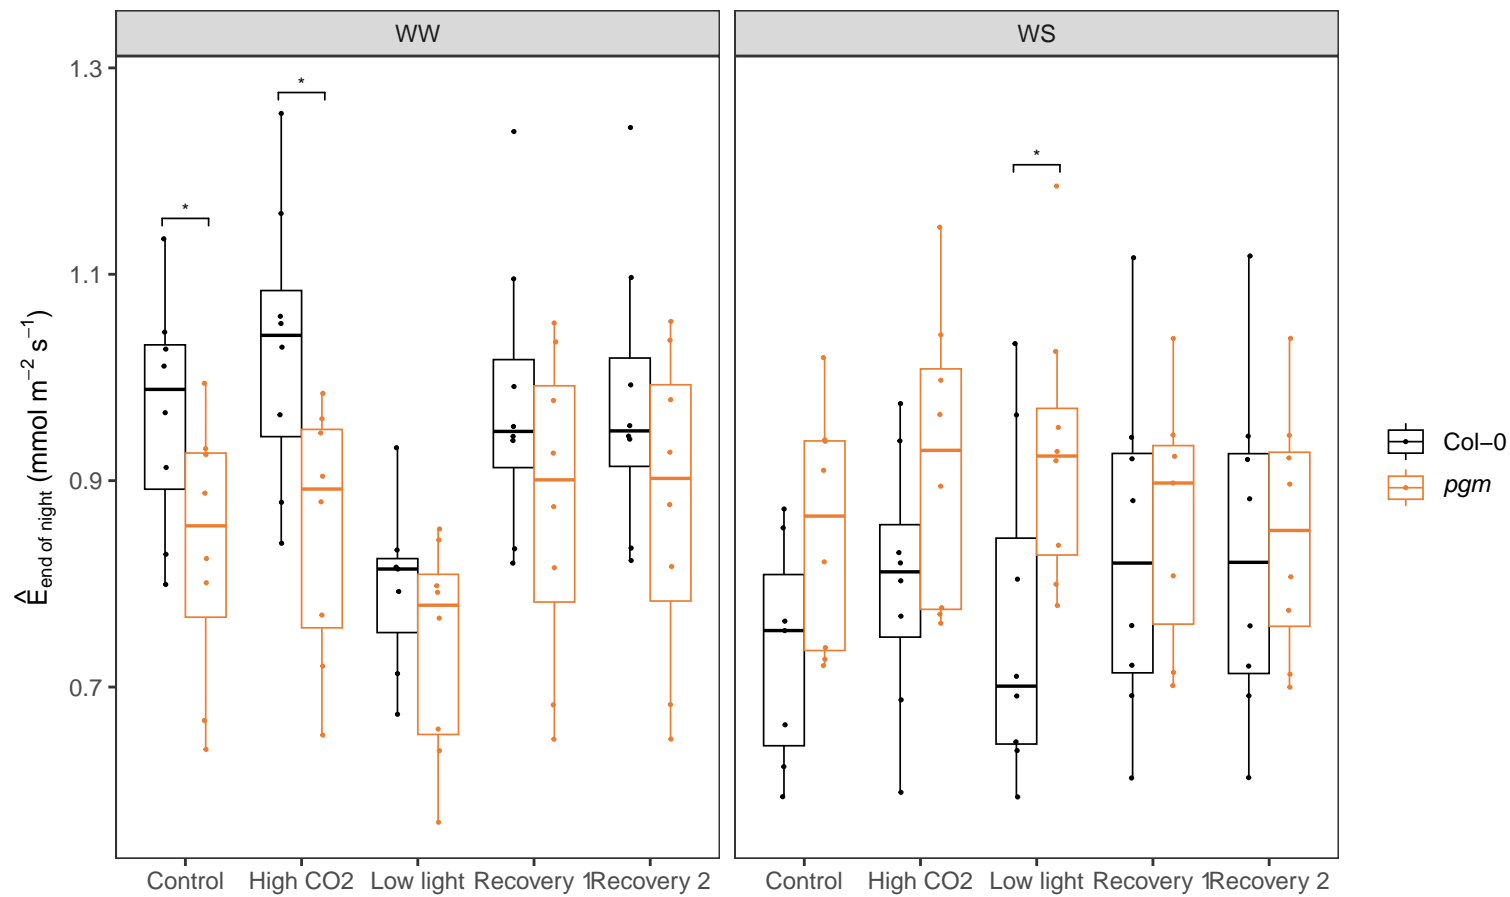 WW WS
*
*
*
1.3
1.1
0.9
0.7
Ê end of night (mmol m−2 s−1)
Control High CO2 Low light Recovery 1 Recovery 2 Control High CO2 Low light Recovery 1 Recovery 2
Col−0
pgm